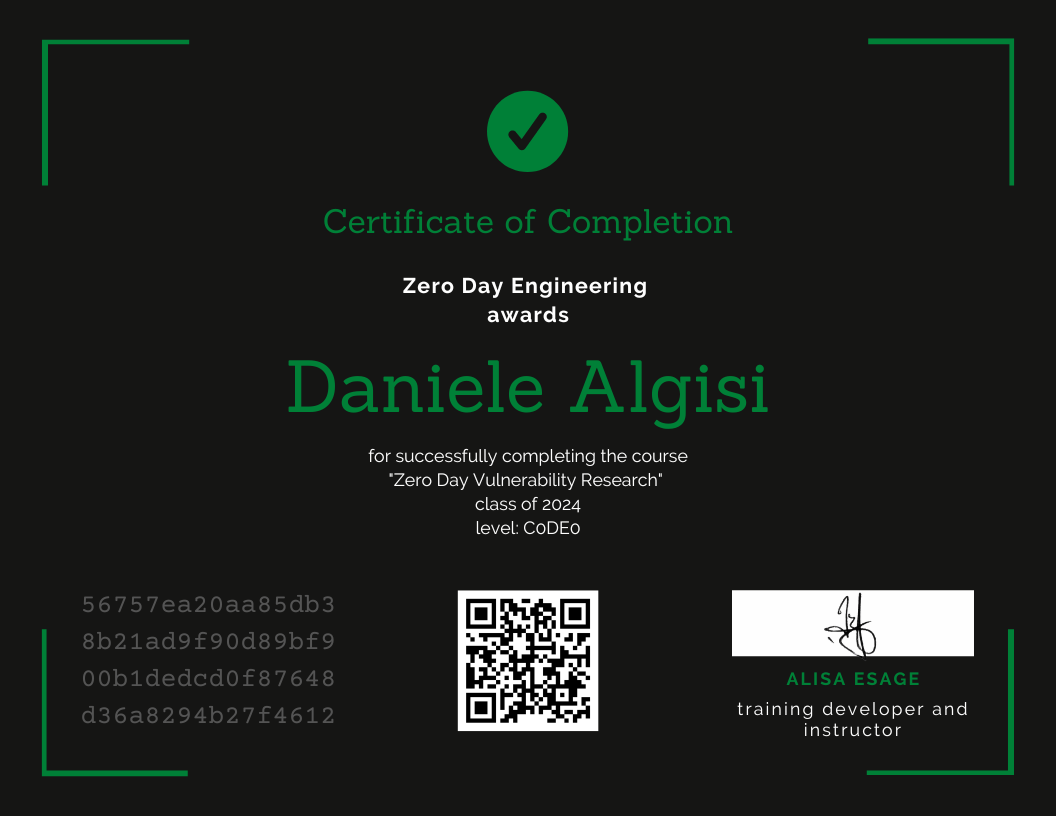 Certificate of Completion
Zero Day Engineering
awards
Daniele Algisi
for successfully completing the course
"Zero Day Vulnerability Research"
class of 2024
level: C0DE0
56757ea20aa85db3
8b21ad9f90d89bf9
00b1dedcd0f87648
d36a8294b27f4612
ALISA ESAGE
training developer and
instructor